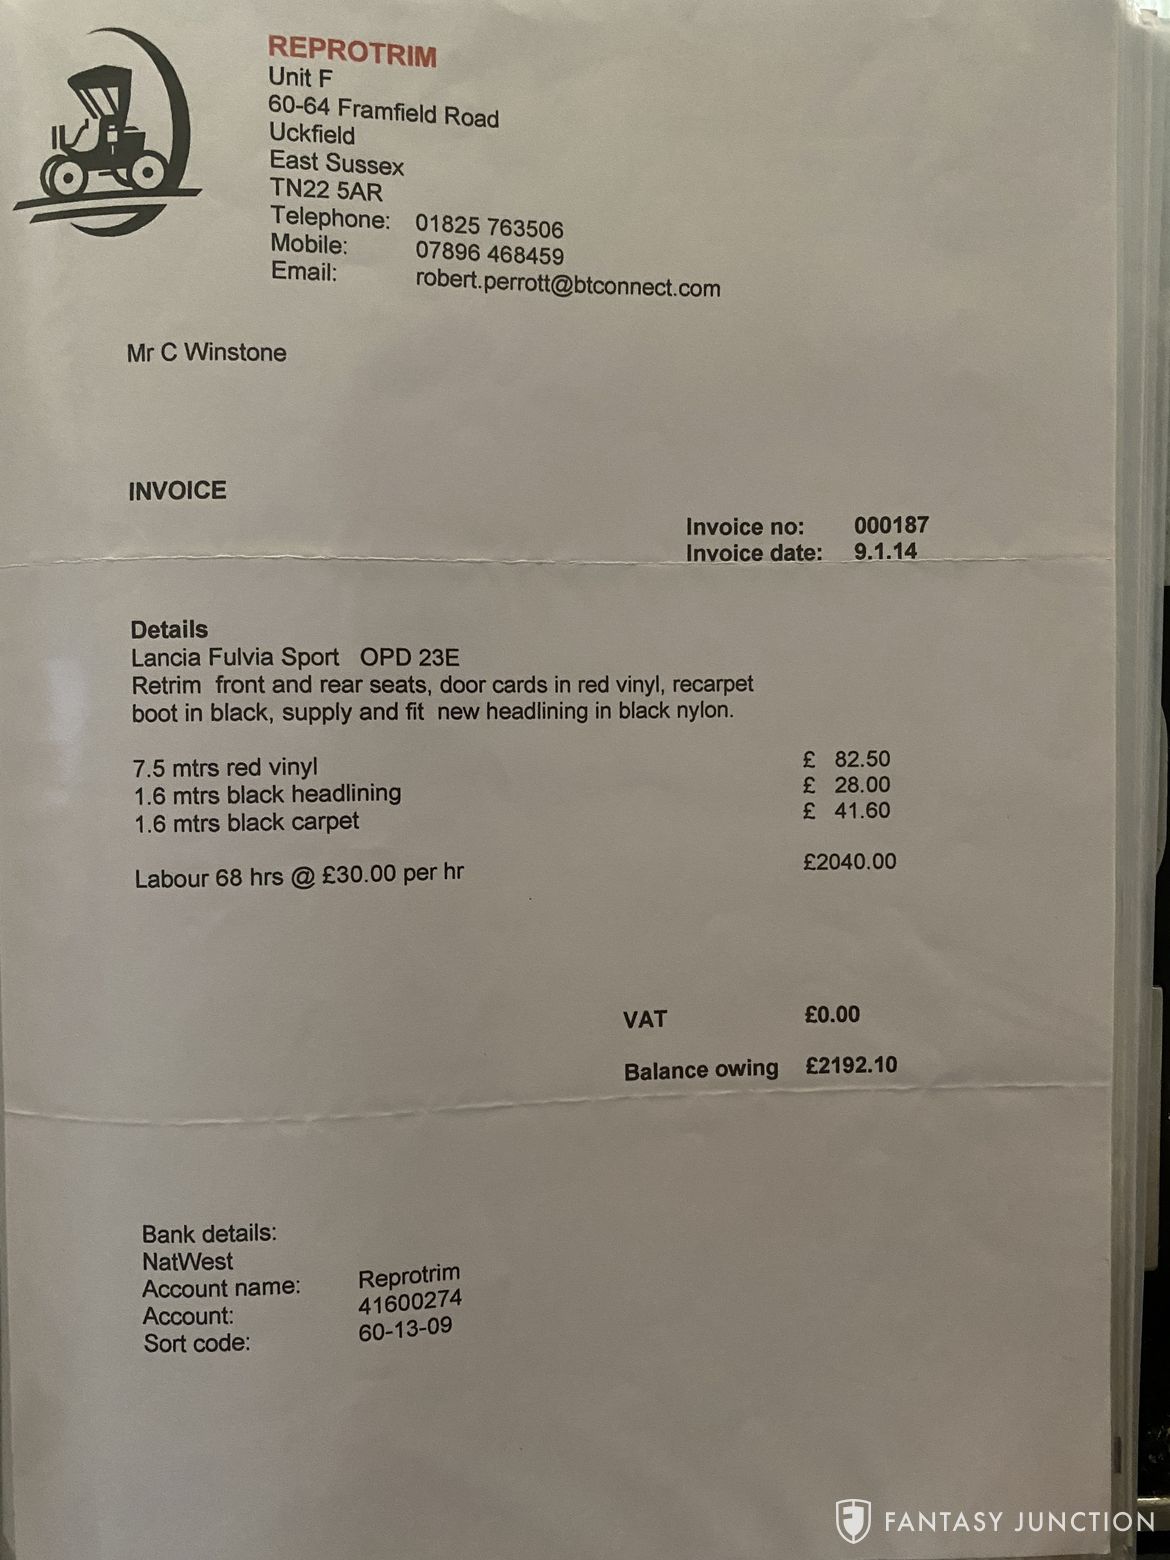 REPROTRIM
Unit F
60-64 Framfield Road
Uckfield
East Sussex
TN22 5AR
Telephone: 01825 763506
Mobile: 07896 468459
Email: robert.perrott@btconnect.com
Mr C Winstone
INVOICE
Invoice no: 000187
Invoice date: 9.1.14
Details
Lancia Fulvia Sport OPD 23E
Retrim front and rear seats, door cards in red vinyl, recarpet
boot in black, supply and fit new headlining in black nylon.
7.5 mtrs red vinyl £ 82.50
1.6 mtrs black headlining £ 28.00
1.6 mtrs black carpet £ 41.60
Labour 68 hrs @ £30.00 per hr £2040.00
VAT £0.00
Balance owing £2192.10
Bank details:
NatWest
Account name: Reprotrim
Account: 41600274
Sort code: 60-13-09
FANTASY JUNCTION